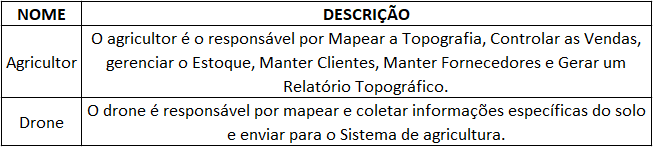 NOME DESCRIÇÃO
Agricultor
O agricultor é o responsável por Mapear a Topografia, Controlar as Vendas,
gerenciar o Estoque, Manter Clientes, Manter Fornecedores e Gerar um
Relatório Topográfico.
Drone
O drone é responsável por mapear e coletar informações específicas do solo
e enviar para o Sistema de agricultura.